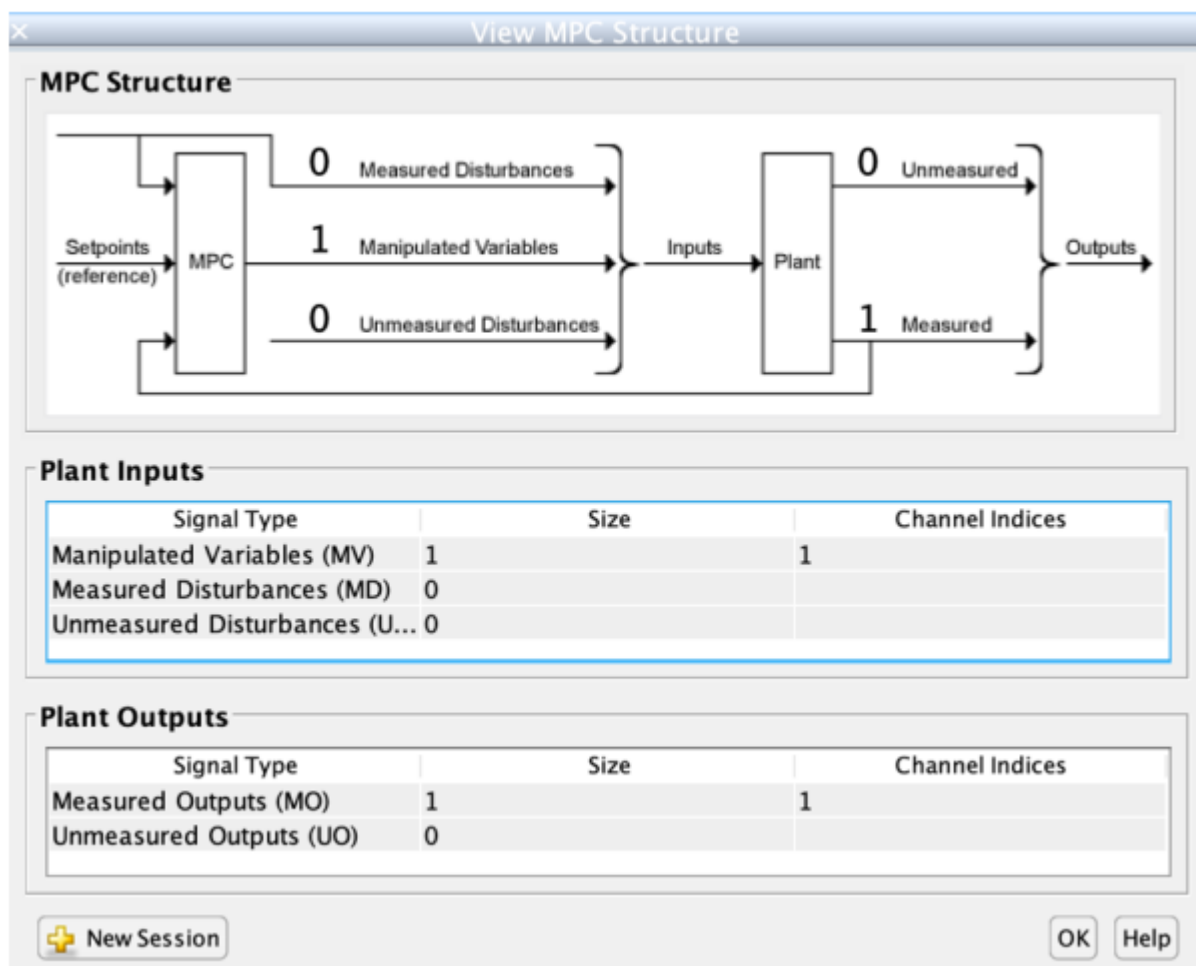 View MPC Structure
MPC Structure
0 Measured Disturbances
0 Unmeasured
Setpoints
(reference)
MPC
1 Manipulated Variables
Inputs
Plant
Outputs
0 Unmeasured Disturbances
1 Measured
Plant Inputs
Signal Type Size Channel Indices
Manipulated Variables (MV) 1 1
Measured Disturbances (MD) 0
Unmeasured Disturbances (U... 0
Plant Outputs
Signal Type Size Channel Indices
Measured Outputs (MO) 1 1
Unmeasured Outputs (UO) 0
New Session OK Help